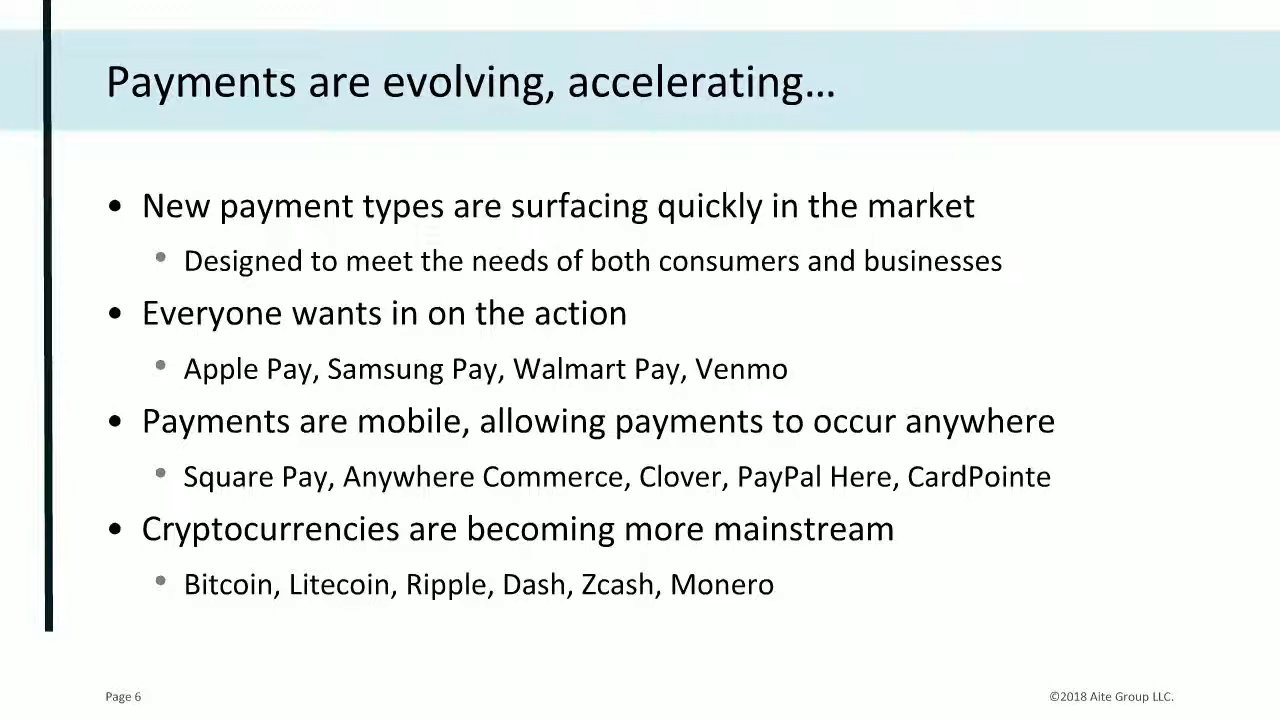 Payments are evolving, accelerating…
• New payment types are surfacing quickly in the market
• Designed to meet the needs of both consumers and businesses
• Everyone wants in on the action
• Apple Pay, Samsung Pay, Walmart Pay, Venmo
• Payments are mobile, allowing payments to occur anywhere
• Square Pay, Anywhere Commerce, Clover, PayPal Here, CardPointe
• Cryptocurrencies are becoming more mainstream
• Bitcoin, Litecoin, Ripple, Dash, Zcash, Monero
Page 6
©2018 Aite Group LLC.